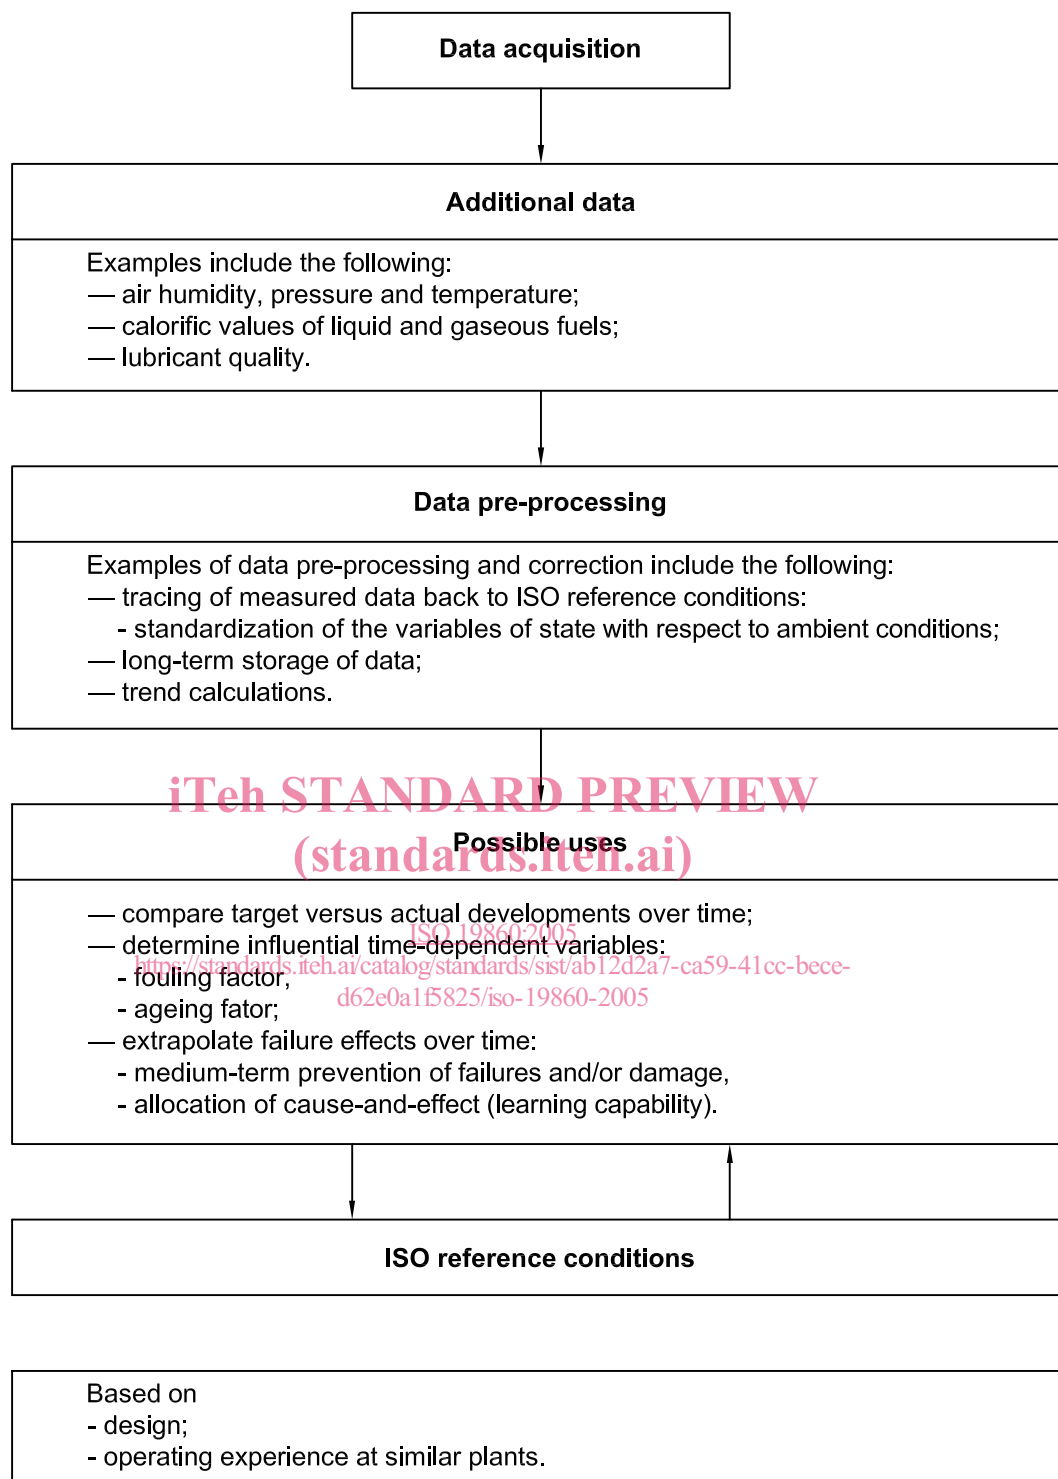 Data acquisition
Additional data
Examples include the following:
— air humidity, pressure and temperature;
— calorific values of liquid and gaseous fuels;
— lubricant quality.
Data pre-processing
Examples of data pre-processing and correction include the following:
— tracing of measured data back to ISO reference conditions:
- standardization of the variables of state with respect to ambient conditions;
— long-term storage of data;
— trend calculations.
iTeh STANDARD PREVIEW
Possible uses
(standards.iteh.ai)
— compare target versus actual developments over time;
ISO 19860:2005
— determine influential time-dependent variables:
https://standards.iteh.ai/catalog/standards/sist/ab12d2a7-ca59-41cc-bece-
- fouling factor,
d62e0a1f5825/iso-19860-2005
- ageing fator;
— extrapolate failure effects over time:
- medium-term prevention of failures and/or damage,
- allocation of cause-and-effect (learning capability).
ISO reference conditions
Based on
- design;
- operating experience at similar plants.